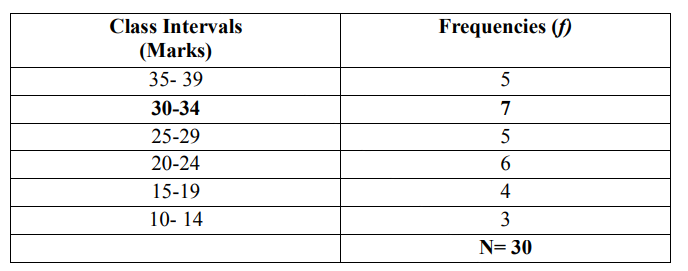 Class Intervals Frequencies (f)
(Marks)
35- 39 5
30-34 7
25-29 5
20-24 6
15-19 4
10- 14 3
N= 30